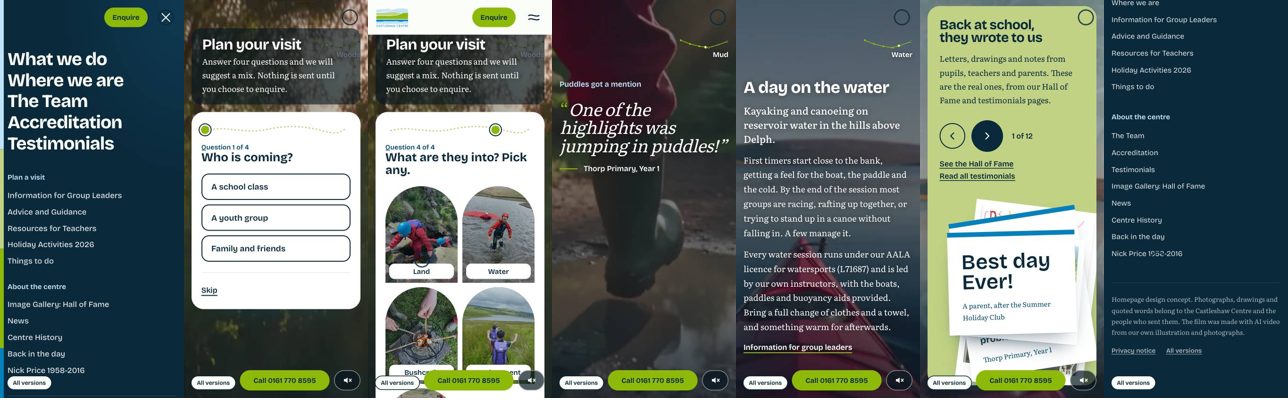 Enquire
What we do
Where we are
The Team
Accreditation
Testimonials
Plan a visit
Information for Group Leaders
Advice and Guidance
Resources for Teachers
Holiday Activities 2026
Things to do
About the centre
Image Gallery: Hall of Fame
News
Centre History
Back in the day
Nick Price 1958-2016
All versions
Plan your visit
Woods
Answer four questions and we will
suggest a mix. Nothing is sent until
you choose to enquire.
Question 1 of 4
Who is coming?
A school class
A youth group
Family and friends
Skip
All versions
Call 0161 770 8595
CASTLESHAW CENTRE
Enquire
Plan your visit
Woods
Answer four questions and we will
suggest a mix. Nothing is sent until
you choose to enquire.
Question 4 of 4
What are they into? Pick
any.
Land
Water
All versions
Call 0161 770 8595
Mud
Puddles got a mention
“One of the
highlights was
jumping in puddles!”
Thorp Primary, Year 1
All versions
Call 0161 770 8595
Water
A day on the water
Kayaking and canoeing on
reservoir water in the hills above
Delph.
First timers start close to the bank,
getting a feel for the boat, the paddle and
the cold. By the end of the session most
groups are racing, rafting up together, or
trying to stand up in a canoe without
falling in. A few manage it.
Every water session runs under our AALA
licence for watersports (L71687) and is led
by our own instructors, with the boats,
paddles and buoyancy aids provided.
Bring a full change of clothes and a towel,
and something warm for afterwards.
Information for group leaders
All versions
Call 0161 770 8595
Back at school,
they wrote to us
Letters, drawings and notes from
pupils, teachers and parents. These
are the real ones, from our Hall of
Fame and testimonials pages.
1 of 12
See the Hall of Fame
Read all testimonials
Best day
Ever!
A parent, after the Summer
Holiday Club
Thorp Primary, Year 1
All versions
Call 0161 770 8595
Where we are
Information for Group Leaders
Advice and Guidance
Resources for Teachers
Holiday Activities 2026
Things to do
About the centre
The Team
Accreditation
Testimonials
Image Gallery: Hall of Fame
News
Centre History
Back in the day
Nick Price 1958-2016
Homepage design concept. Photographs, drawings and
quoted words belong to the Castleshaw Centre and the
people who sent them. The film was made with AI video
from our own illustration and photographs.
Privacy notice
All versions
All versions